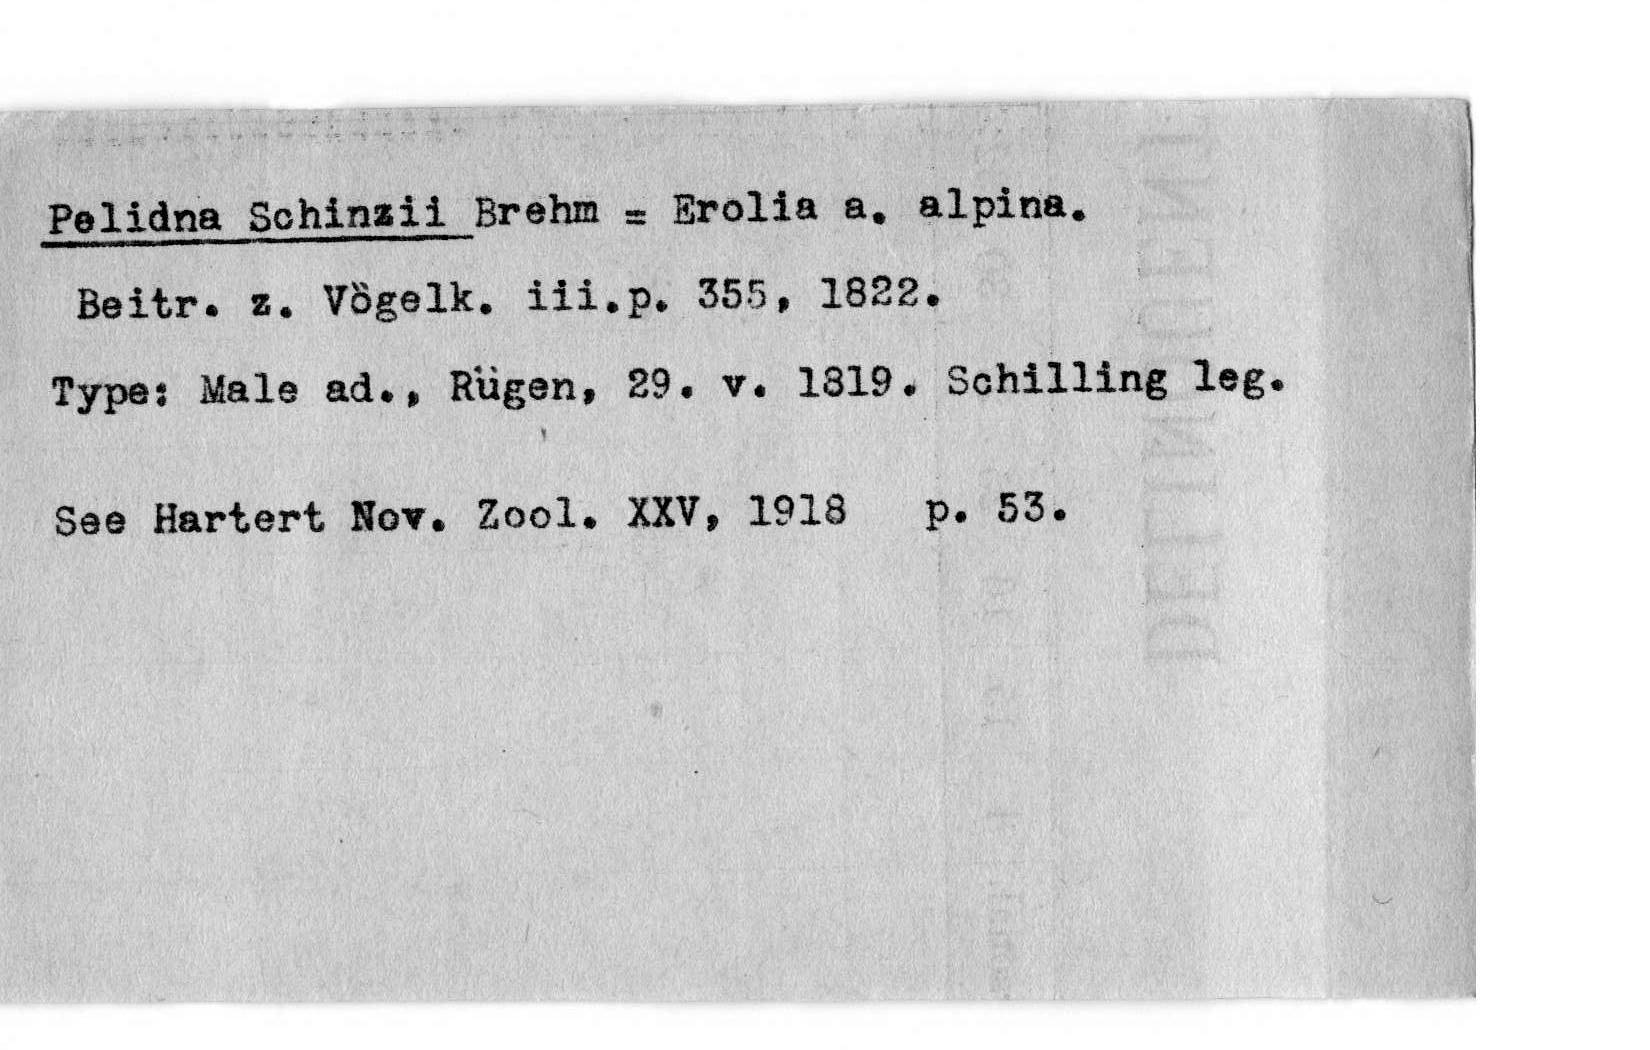 Pelidna Schinzii Brehm = Erolia a. alpina.
Beitr. z. Vögelk. iii.p. 355, 1822.
Type: Male ad., Rügen, 29. v. 1819. Schilling leg.
See Hartert Nov. Zool. XXV, 1918 p. 53.